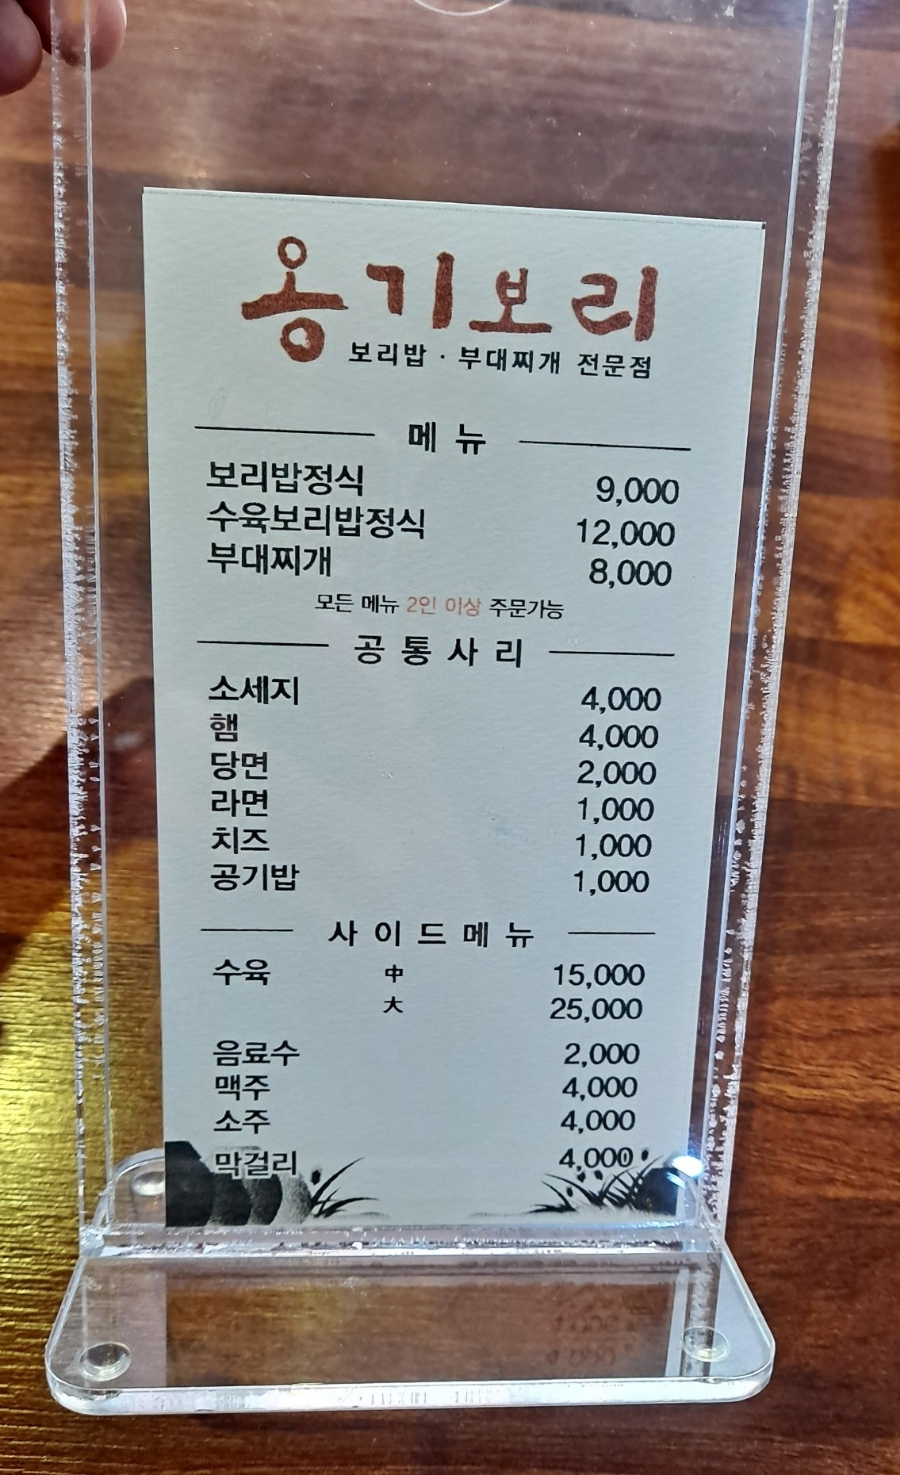 옹기보리
보리밥 · 부대찌개 전문점
메뉴
보리밥정식 9,000
수육보리밥정식 12,000
부대찌개 8,000
모든 메뉴 2인 이상 주문가능
공통사리
소세지 4,000
햄 4,000
당면 2,000
라면 1,000
치즈 1,000
공기밥 1,000
사이드메뉴
수육 中 15,000
大 25,000
음료수 2,000
맥주 4,000
소주 4,000
막걸리 4,000